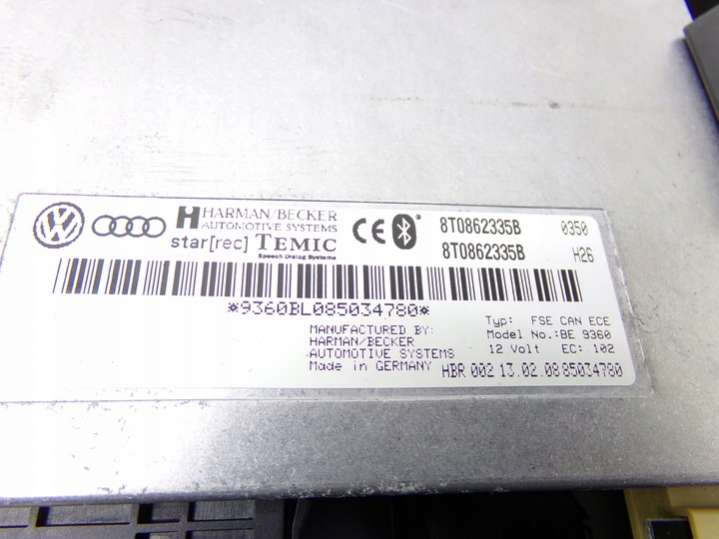 HARMAN/BECKER
AUTOMOTIVE SYSTEMS
star[rec] TEMIC
Speech Dialog Systems
CE
8T0862335B 0350
8T0862335B H26
*9360BL085034780*
MANUFACTURED BY:
HARMAN/BECKER
AUTOMOTIVE SYSTEMS
Made in GERMANY
Typ: FSE CAN ECE
Model No.:BE 9360
12 Volt EC: 102
HBR 002 13.02.08 85034780